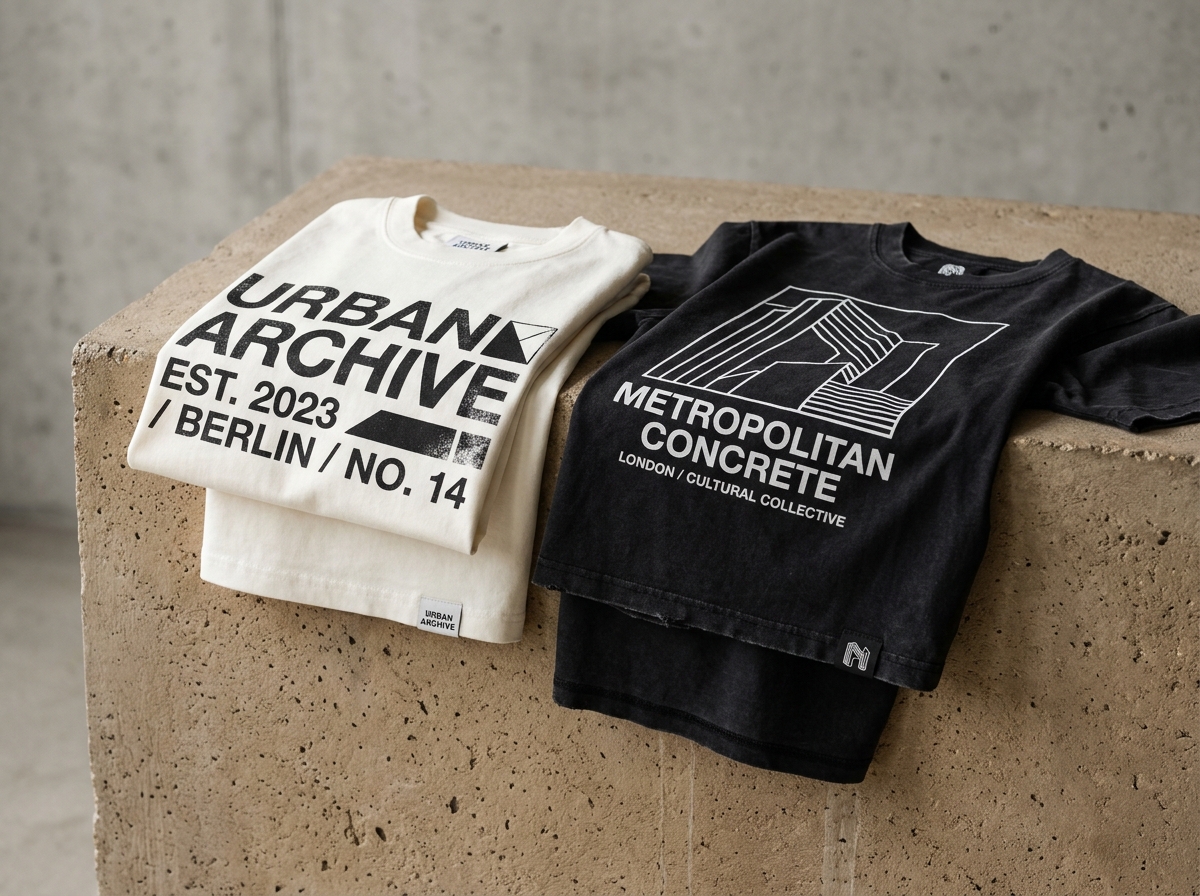 URBAN
ARCHIVE
EST. 2023
/ BERLIN / NO. 14
URBAN
ARCHIVE
METROPOLITAN
CONCRETE
LONDON / CULTURAL COLLECTIVE